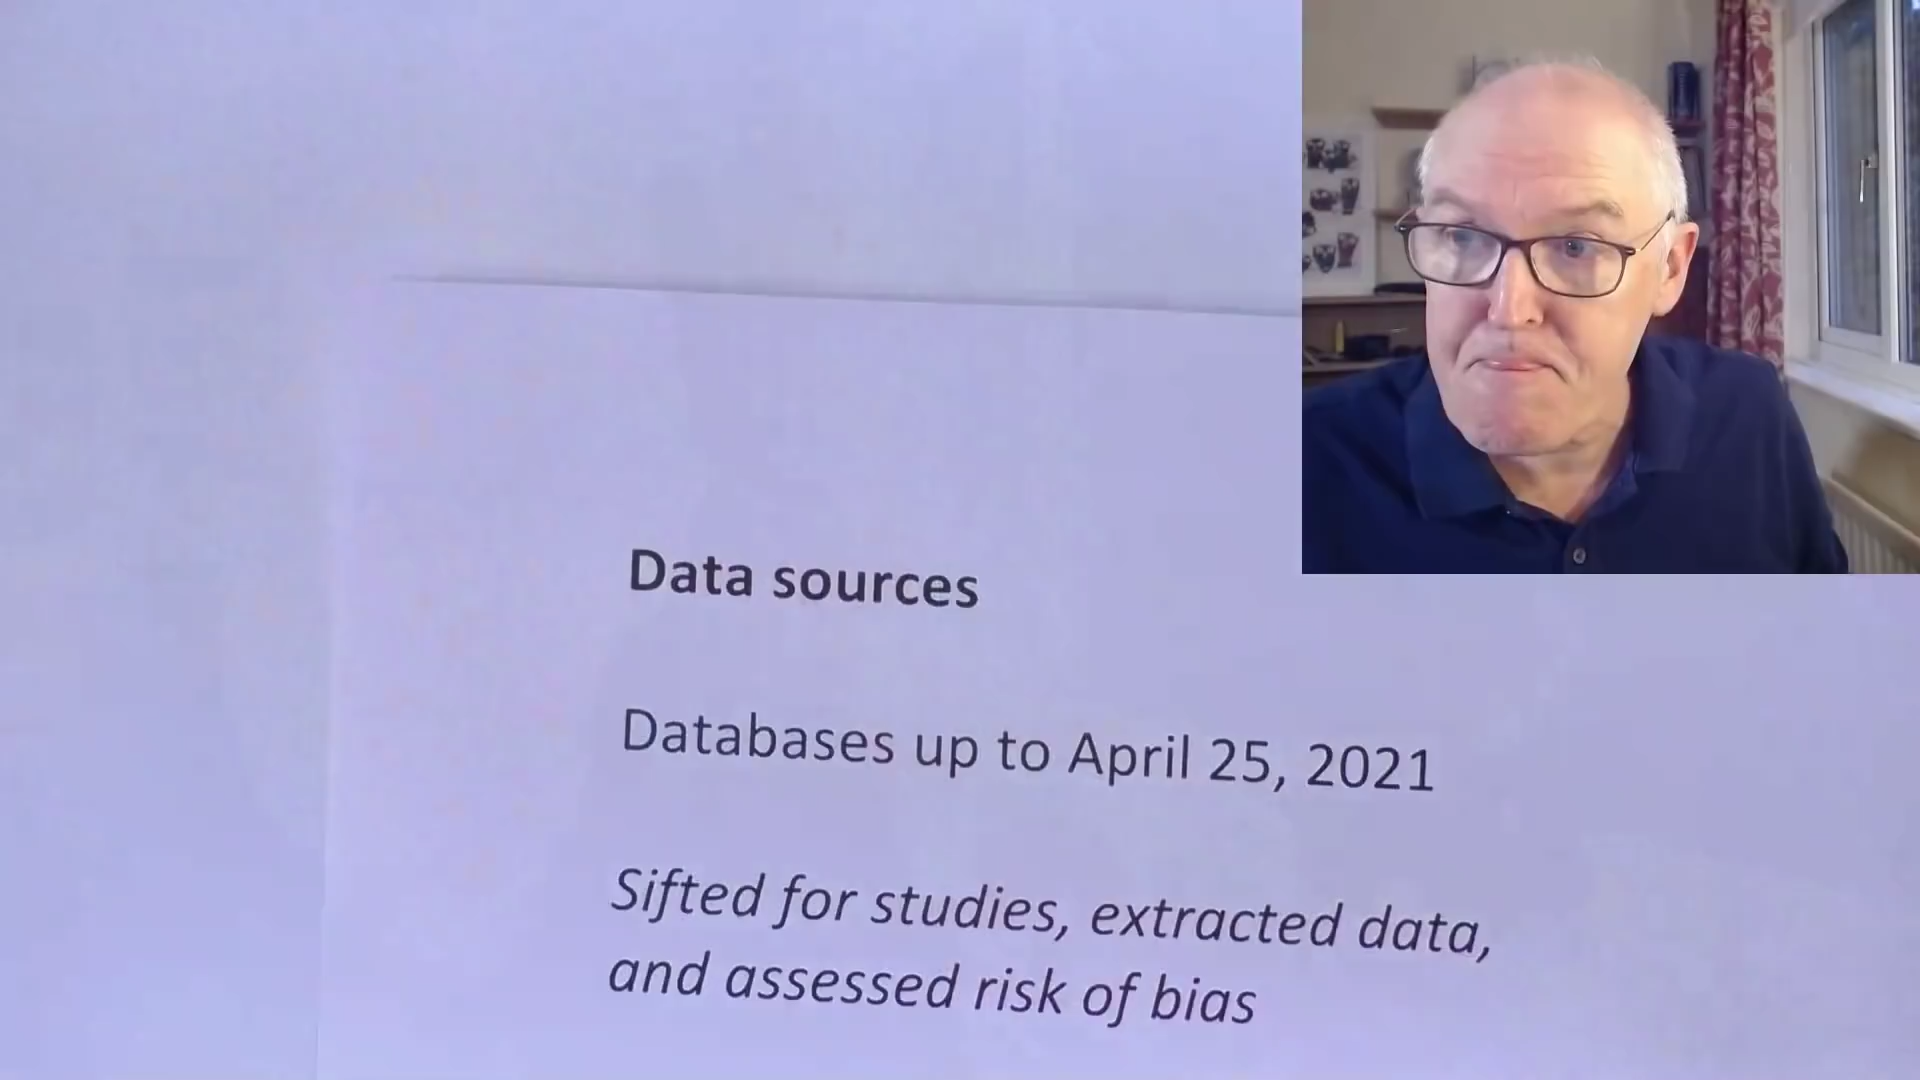 Data sources
Databases up to April 25, 2021
Sifted for studies, extracted data,
and assessed risk of bias